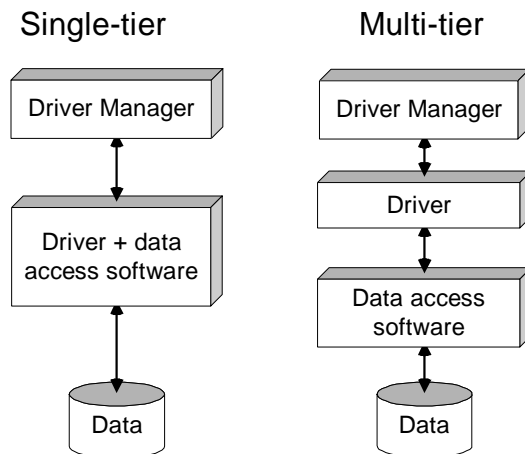 Single-tier
Driver Manager
Driver + data
access software
Data
Multi-tier
Driver Manager
Driver
Data access
software
Data